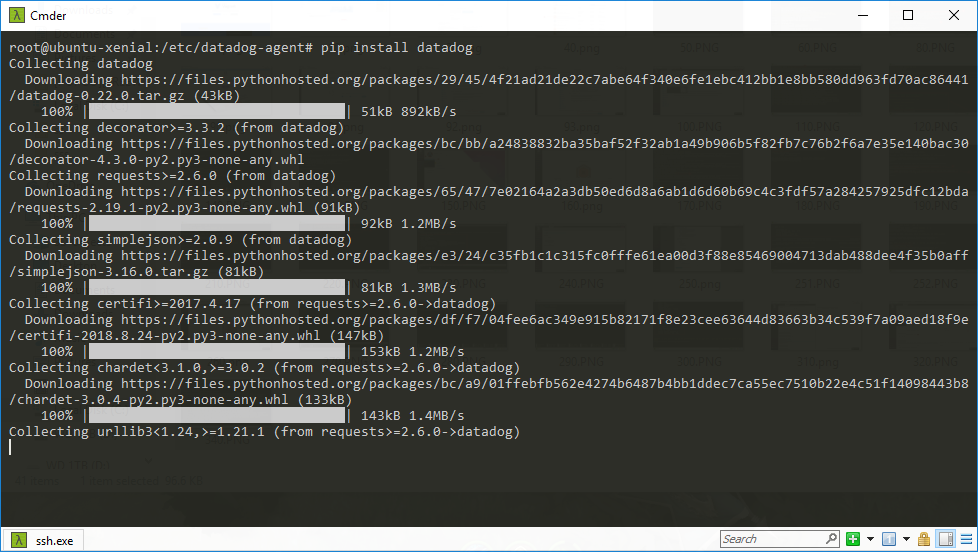 Cmder
root@ubuntu-xenial:/etc/datadog-agent# pip install datadog
Collecting datadog
  Downloading https://files.pythonhosted.org/packages/29/45/4f21ad21de22c7abe64f340e6fe1ebc412bb1e8bb580dd963fd70ac86441
/datadog-0.22.0.tar.gz (43kB)
    100% |                                | 51kB 892kB/s
Collecting decorator>=3.3.2 (from datadog)
  Downloading https://files.pythonhosted.org/packages/bc/bb/a24838832ba35baf52f32ab1a49b906b5f82fb7c76b2f6a7e35e140bac30
/decorator-4.3.0-py2.py3-none-any.whl
Collecting requests>=2.6.0 (from datadog)
  Downloading https://files.pythonhosted.org/packages/65/47/7e02164a2a3db50ed6d8a6ab1d6d60b69c4c3fdf57a284257925dfc12bda
/requests-2.19.1-py2.py3-none-any.whl (91kB)
    100% |                                | 92kB 1.2MB/s
Collecting simplejson>=2.0.9 (from datadog)
  Downloading https://files.pythonhosted.org/packages/e3/24/c35fb1c1c315fc0fffe61ea00d3f88e85469004713dab488dee4f35b0aff
/simplejson-3.16.0.tar.gz (81kB)
    100% |                                | 81kB 1.3MB/s
Collecting certifi>=2017.4.17 (from requests>=2.6.0->datadog)
  Downloading https://files.pythonhosted.org/packages/df/f7/04fee6ac349e915b82171f8e23cee63644d83663b34c539f7a09aed18f9e
/certifi-2018.8.24-py2.py3-none-any.whl (147kB)
    100% |                                | 153kB 1.2MB/s
Collecting chardet<3.1.0,>=3.0.2 (from requests>=2.6.0->datadog)
  Downloading https://files.pythonhosted.org/packages/bc/a9/01ffebfb562e4274b6487b4bb1ddec7ca55ec7510b22e4c51f14098443b8
/chardet-3.0.4-py2.py3-none-any.whl (133kB)
    100% |                                | 143kB 1.4MB/s
Collecting urllib3<1.24,>=1.21.1 (from requests>=2.6.0->datadog)
ssh.exe
Search